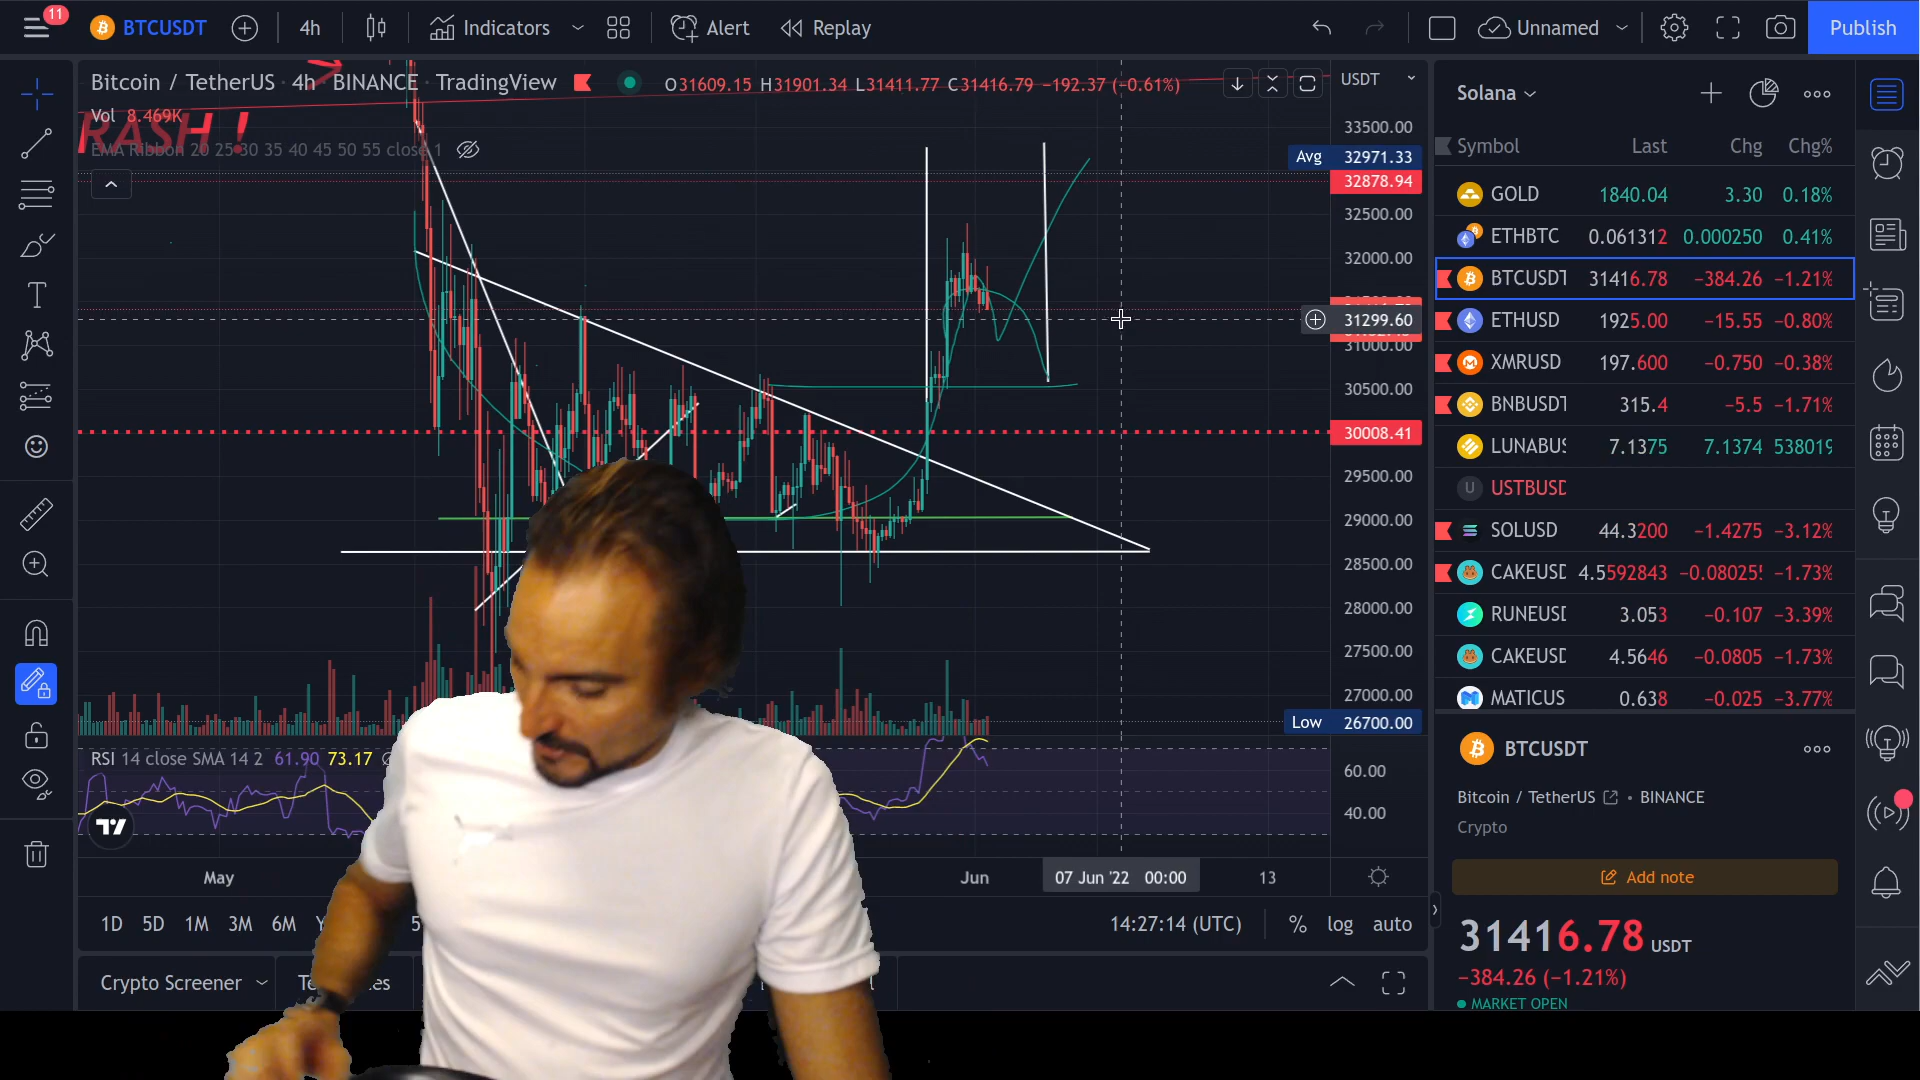 11
BTCUSDT
4h
Indicators
Alert
Replay
Unnamed
Publish
Bitcoin / TetherUS · 4h · BINANCE · TradingView
O31609.15 H31901.34 L31411.77 C31416.79 −192.37 (−0.61%)
USDT
Vol 8.469K
RASH !
EMA Ribbon 20 25 30 35 40 45 50 55 close 1
33500.00
Avg 32971.33
32878.94
32500.00
32000.00
31299.60
31000.00
30500.00
30008.41
29500.00
29000.00
28500.00
28000.00
27500.00
27000.00
Low 26700.00
RSI 14 close SMA 14 2 61.90 73.17
60.00
40.00
May
Jun
07 Jun '22 00:00
13
1D 5D 1M 3M 6M
14:27:14 (UTC)
% log auto
Crypto Screener
Solana
Symbol Last Chg Chg%
GOLD 1840.04 3.30 0.18%
ETHBTC 0.061312 0.000250 0.41%
BTCUSDT 31416.78 −384.26 −1.21%
ETHUSD 1925.00 −15.55 −0.80%
XMRUSD 197.600 −0.750 −0.38%
BNBUSDT 315.4 −5.5 −1.71%
LUNABUS 7.1375 7.1374 538019
U USTBUSD
SOLUSD 44.3200 −1.4275 −3.12%
CAKEUSD 4.5592843 −0.08025! −1.73%
RUNEUSD 3.053 −0.107 −3.39%
CAKEUSD 4.5646 −0.0805 −1.73%
MATICUS 0.638 −0.025 −3.77%
BTCUSDT
Bitcoin / TetherUS • BINANCE
Crypto
Add note
31416.78 USDT
−384.26 (−1.21%)
MARKET OPEN